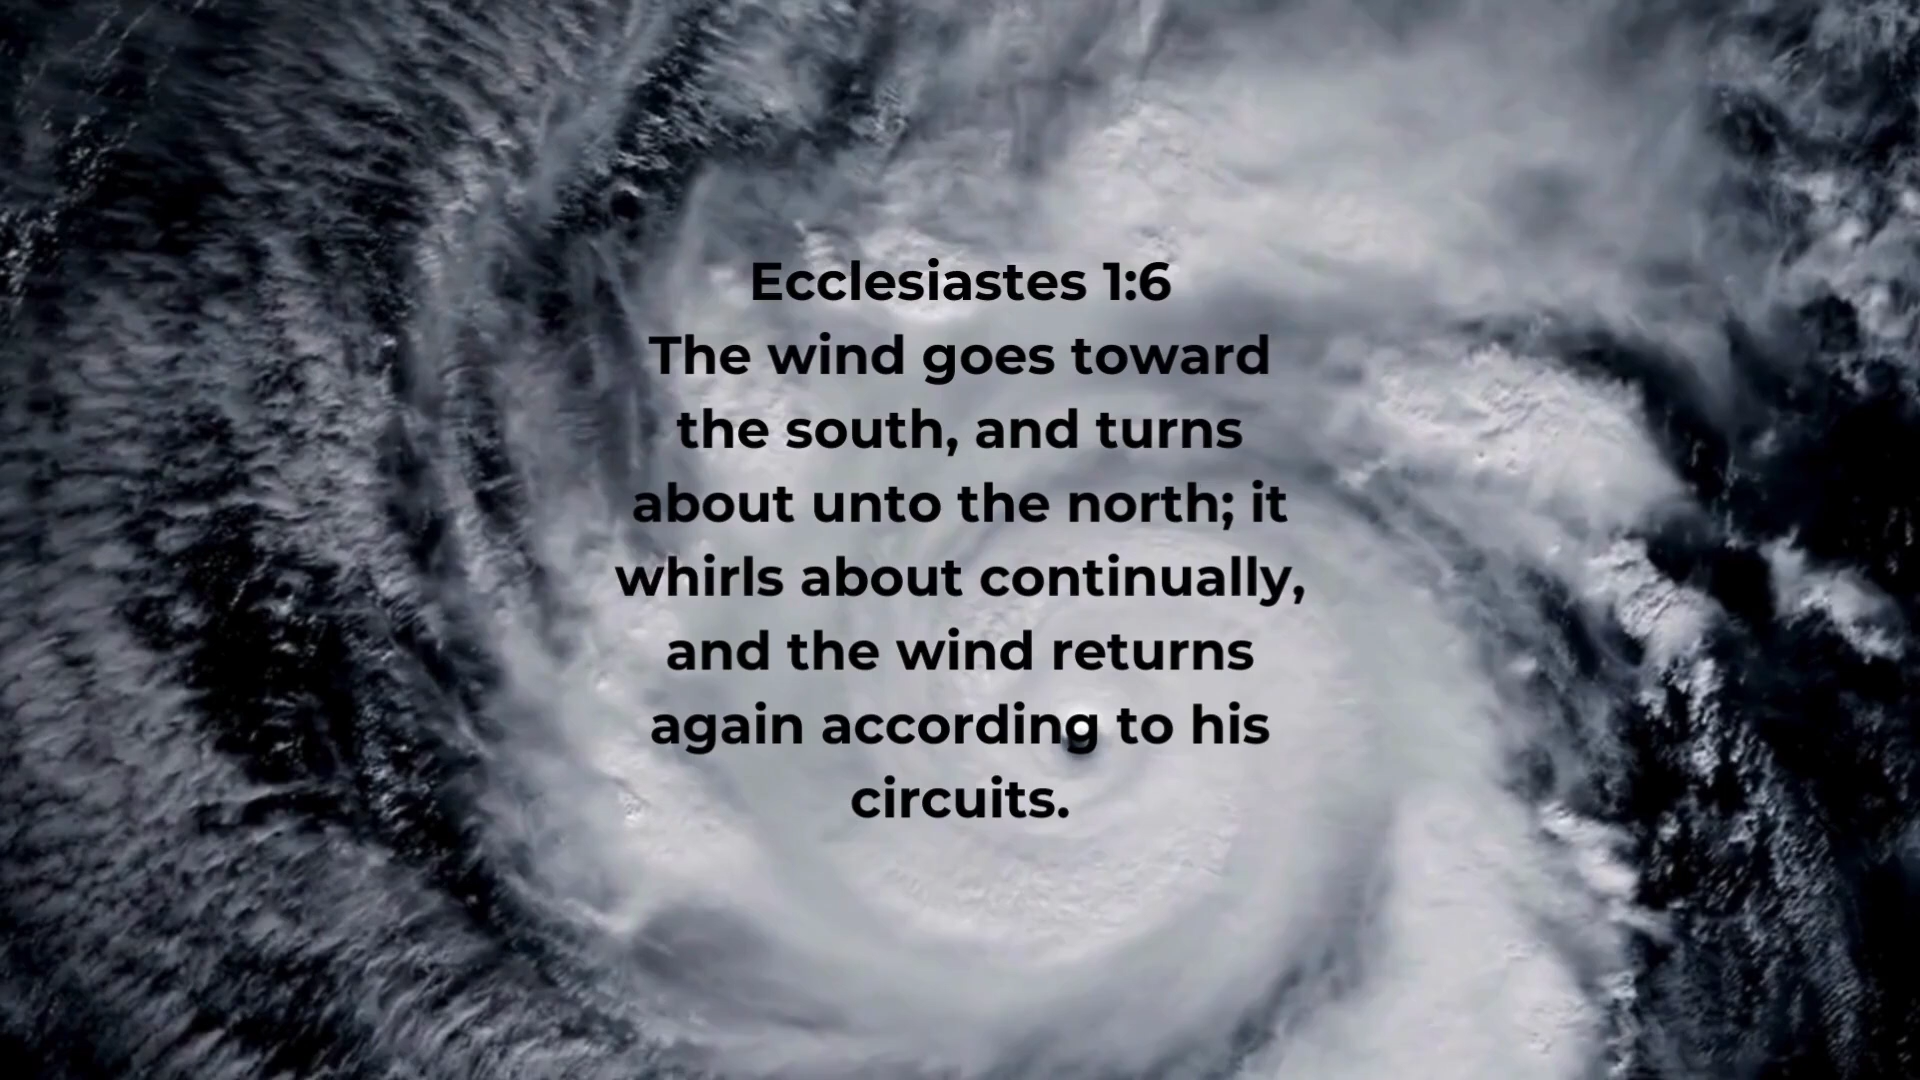 Ecclesiastes 1:6
The wind goes toward
the south, and turns
about unto the north; it
whirls about continually,
and the wind returns
again according to his
circuits.